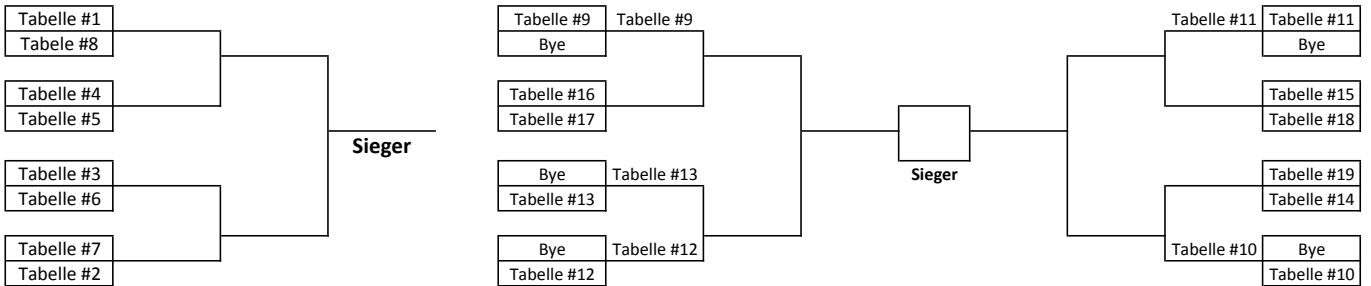 Tabelle #1
Tabele #8
Tabelle #4
Tabelle #5
Tabelle #3
Tabelle #6
Tabelle #7
Tabelle #2
Sieger
Tabelle #9
Bye
Tabelle #9
Tabelle #16
Tabelle #17
Bye
Tabelle #13
Tabelle #13
Bye
Tabelle #12
Tabelle #12
Sieger
Tabelle #11
Tabelle #11
Bye
Tabelle #15
Tabelle #18
Tabelle #19
Tabelle #14
Tabelle #10
Bye
Tabelle #10